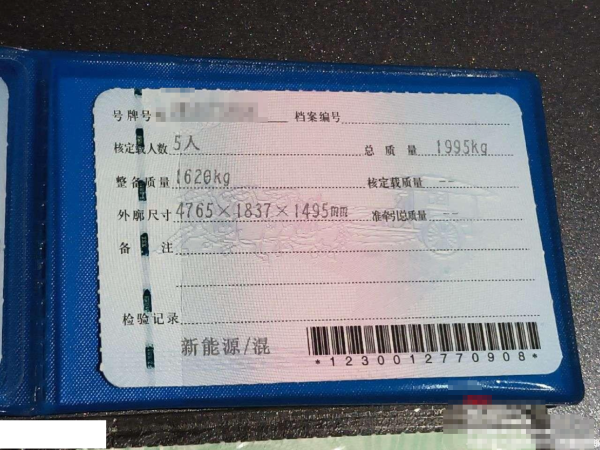 号牌号 档案编号
核定载人数 5人 总质量 1995kg
整备质量 1620kg 核定载质量 --
外廓尺寸 4765×1837×1495mm 准牵引总质量 --
备注
检验记录
新能源/混
*1230012770908*